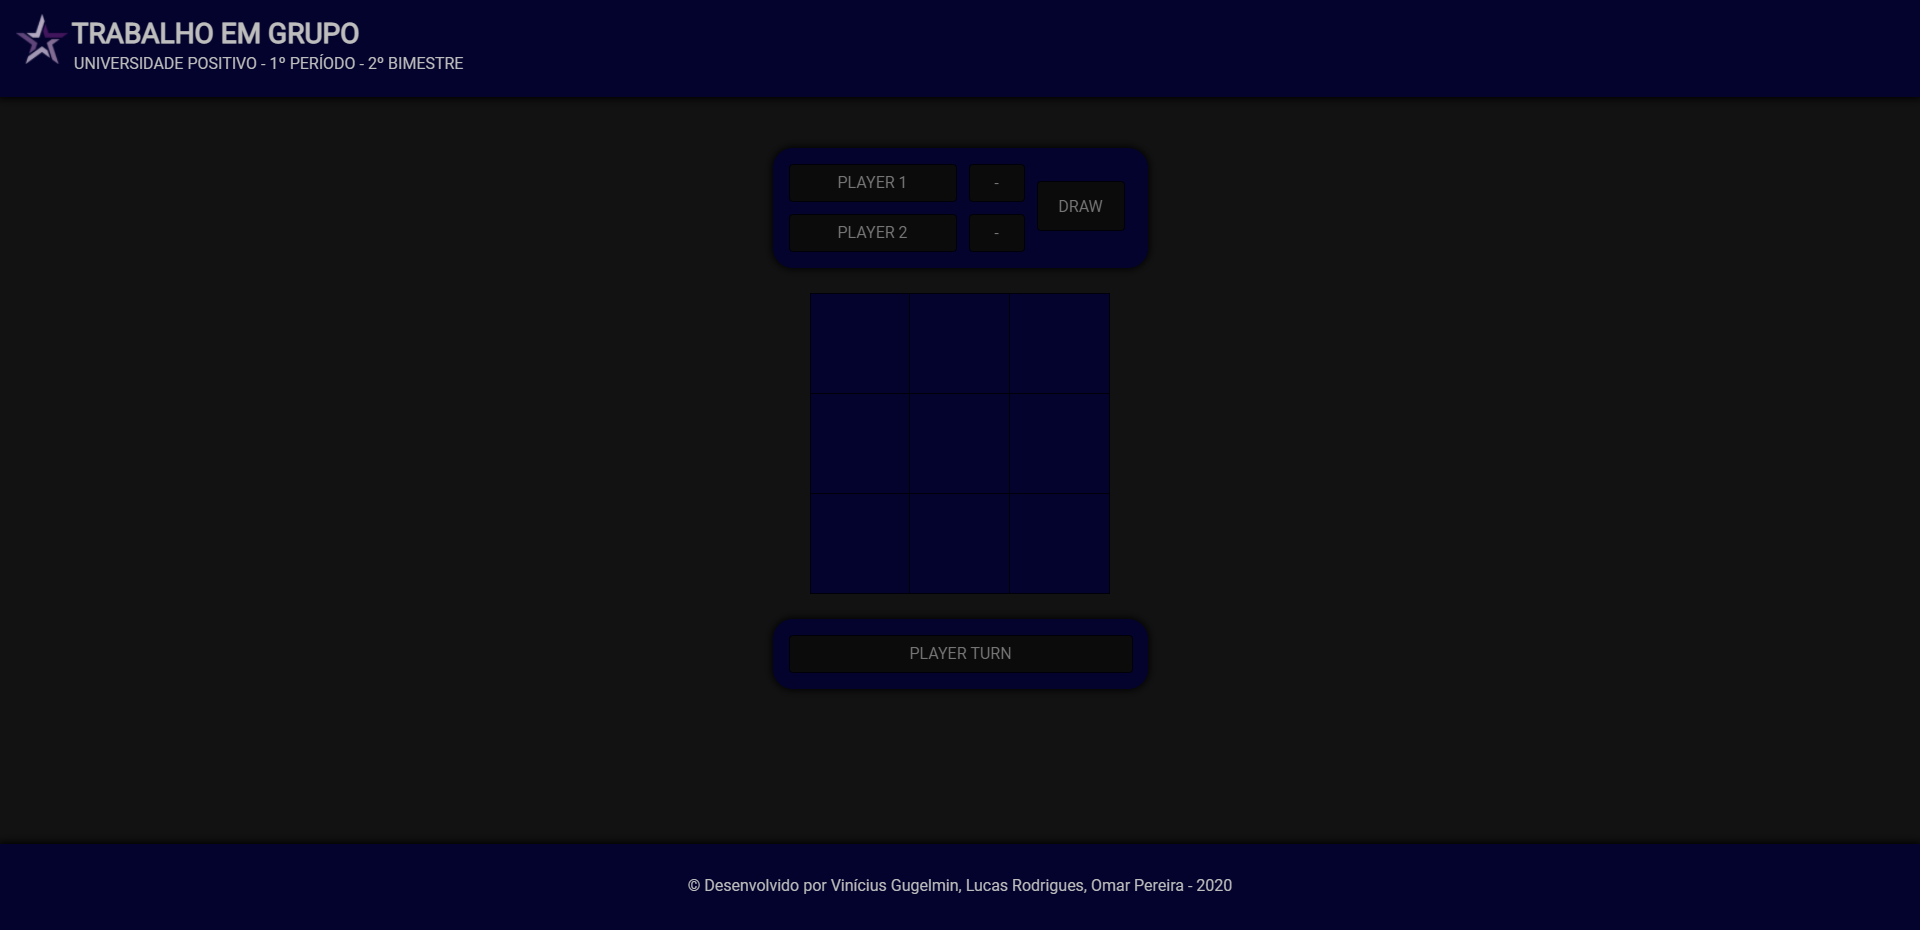 TRABALHO EM GRUPO
UNIVERSIDADE POSITIVO - 1º PERÍODO - 2º BIMESTRE
PLAYER 1
-
DRAW
PLAYER 2
-
PLAYER TURN
© Desenvolvido por Vinícius Gugelmin, Lucas Rodrigues, Omar Pereira - 2020